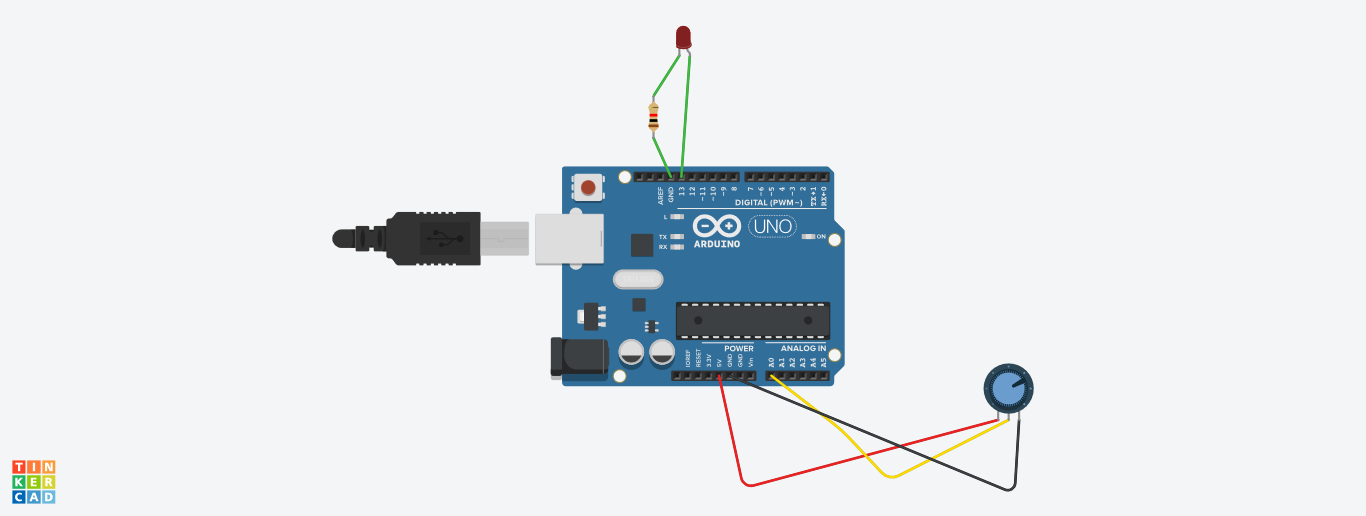 AREF
GND
13
12
~11
~10
~9
8
7
~6
~5
4
~3
2
TX→1
RX←0
DIGITAL (PWM~)
L
TX
RX
ARDUINO
UNO
ON
POWER
ANALOG IN
IOREF
RESET
3.3V
5V
GND
GND
Vin
A0
A1
A2
A3
A4
A5
TIN
KER
CAD